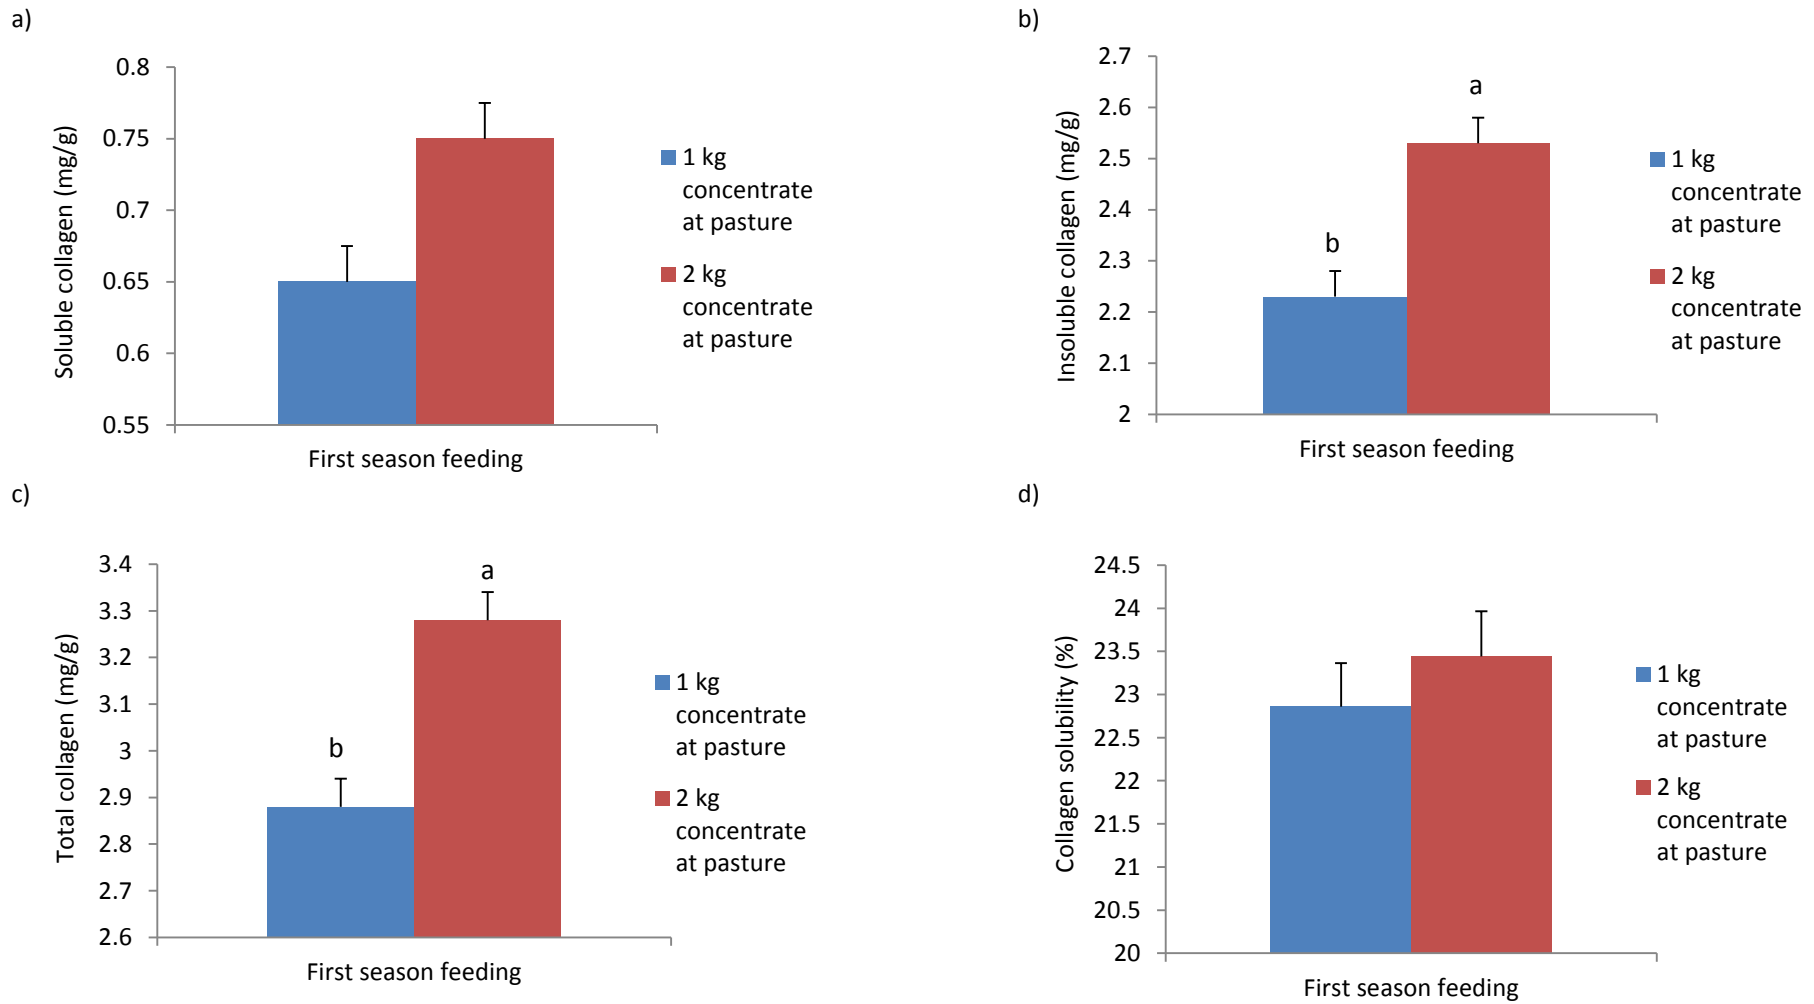 a)
0.8
0.75
0.7
0.65
0.6
0.55
Soluble collagen (mg/g)
First season feeding
1 kg
concentrate
at pasture
2 kg
concentrate
at pasture
b)
2.7
2.6
2.5
2.4
2.3
2.2
2.1
2
Insoluble collagen (mg/g)
b
a
First season feeding
1 kg
concentrate
at pasture
2 kg
concentrate
at pasture
c)
3.4
3.3
3.2
3.1
3
2.9
2.8
2.7
2.6
Total collagen (mg/g)
b
a
First season feeding
1 kg
concentrate
at pasture
2 kg
concentrate
at pasture
d)
24.5
24
23.5
23
22.5
22
21.5
21
20.5
20
Collagen solubility (%)
First season feeding
1 kg
concentrate
at pasture
2 kg
concentrate
at pasture